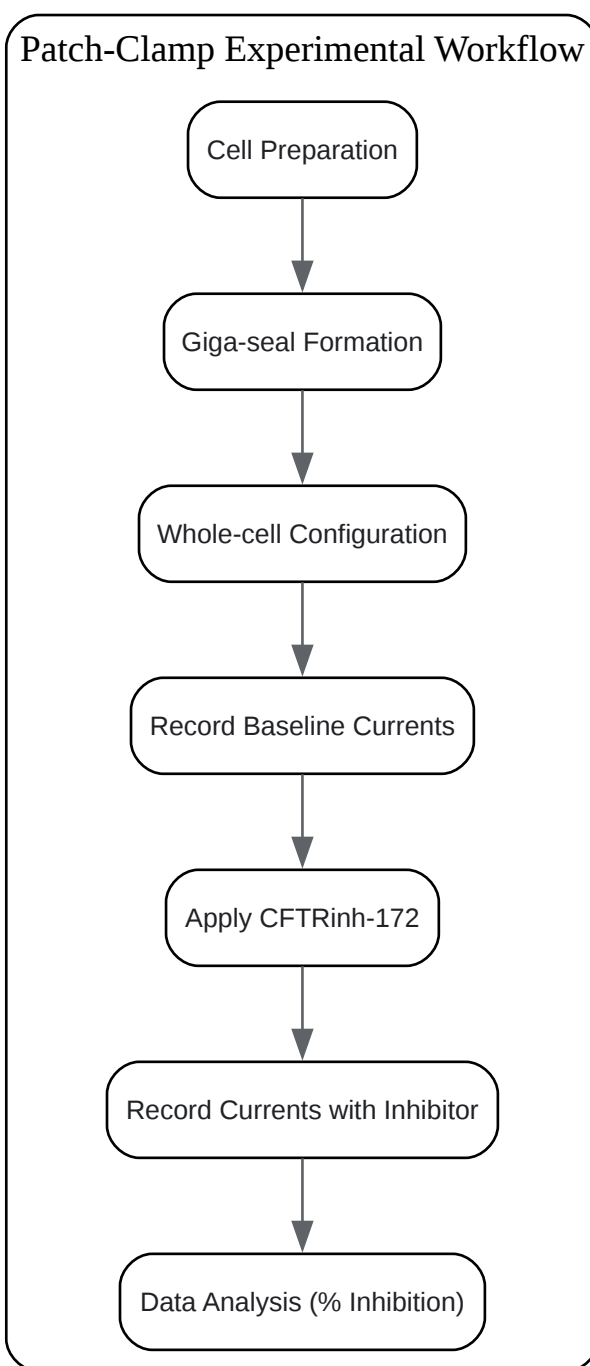 Patch-Clamp Experimental Workflow
Cell Preparation
Giga-seal Formation
Whole-cell Configuration
Record Baseline Currents
Apply CFTRinh-172
Record Currents with Inhibitor
Data Analysis (% Inhibition)